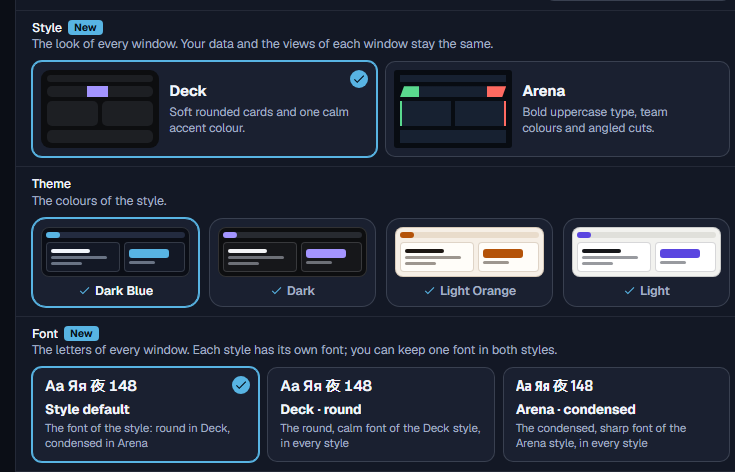 Style New
The look of every window. Your data and the views of each window stay the same.
Deck
Soft rounded cards and one calm
accent colour.
Arena
Bold uppercase type, team
colours and angled cuts.
Theme
The colours of the style.
Dark Blue
Dark
Light Orange
Light
Font New
The letters of every window. Each style has its own font; you can keep one font in both styles.
Aa Яя 夜 148
Style default
The font of the style: round in Deck,
condensed in Arena
Aa Яя 夜 148
Deck · round
The round, calm font of the Deck style,
in every style
Aa Яя 夜 148
Arena · condensed
The condensed, sharp font of the
Arena style, in every style